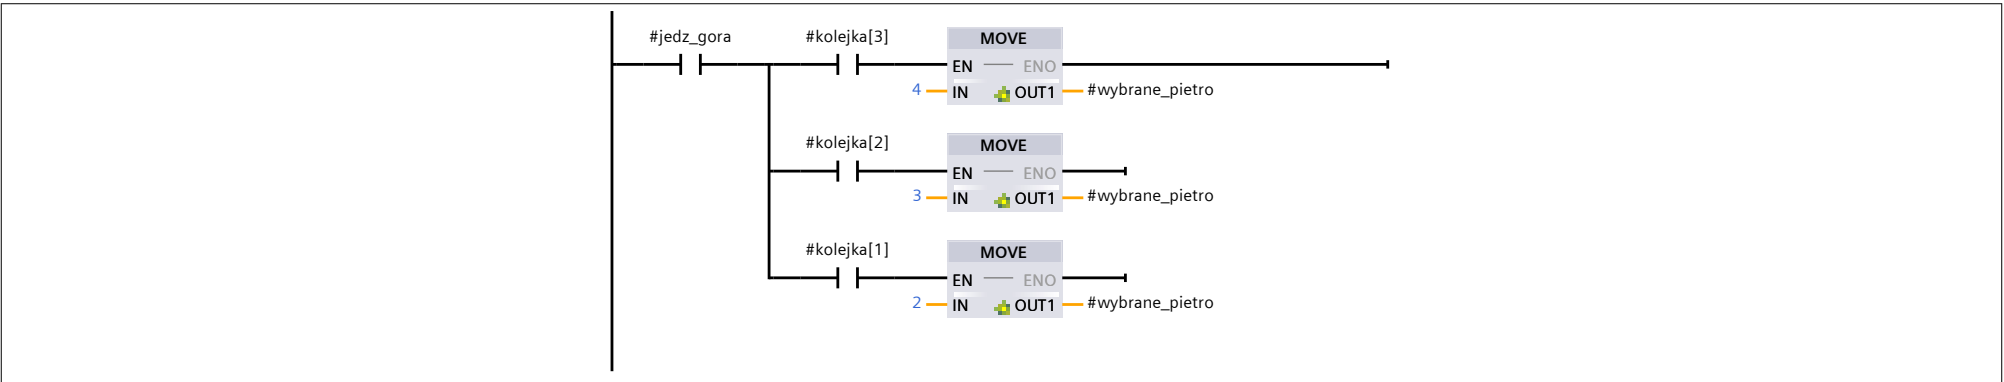 #jedz_gora #kolejka[3] MOVE
EN ENO
4 IN OUT1 #wybrane_pietro
#kolejka[2] MOVE
EN ENO
3 IN OUT1 #wybrane_pietro
#kolejka[1] MOVE
EN ENO
2 IN OUT1 #wybrane_pietro